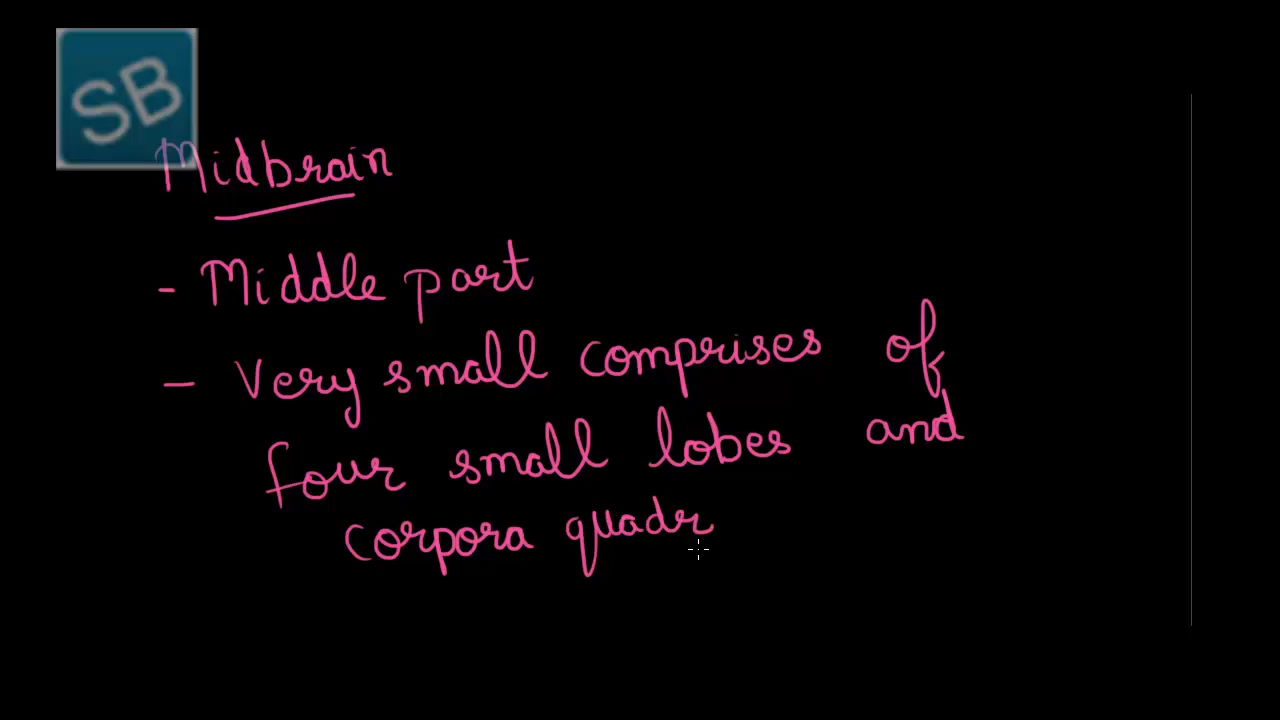 SB
Midbrain
- Middle part
- Very small comprises of
four small lobes and
corpora quadr